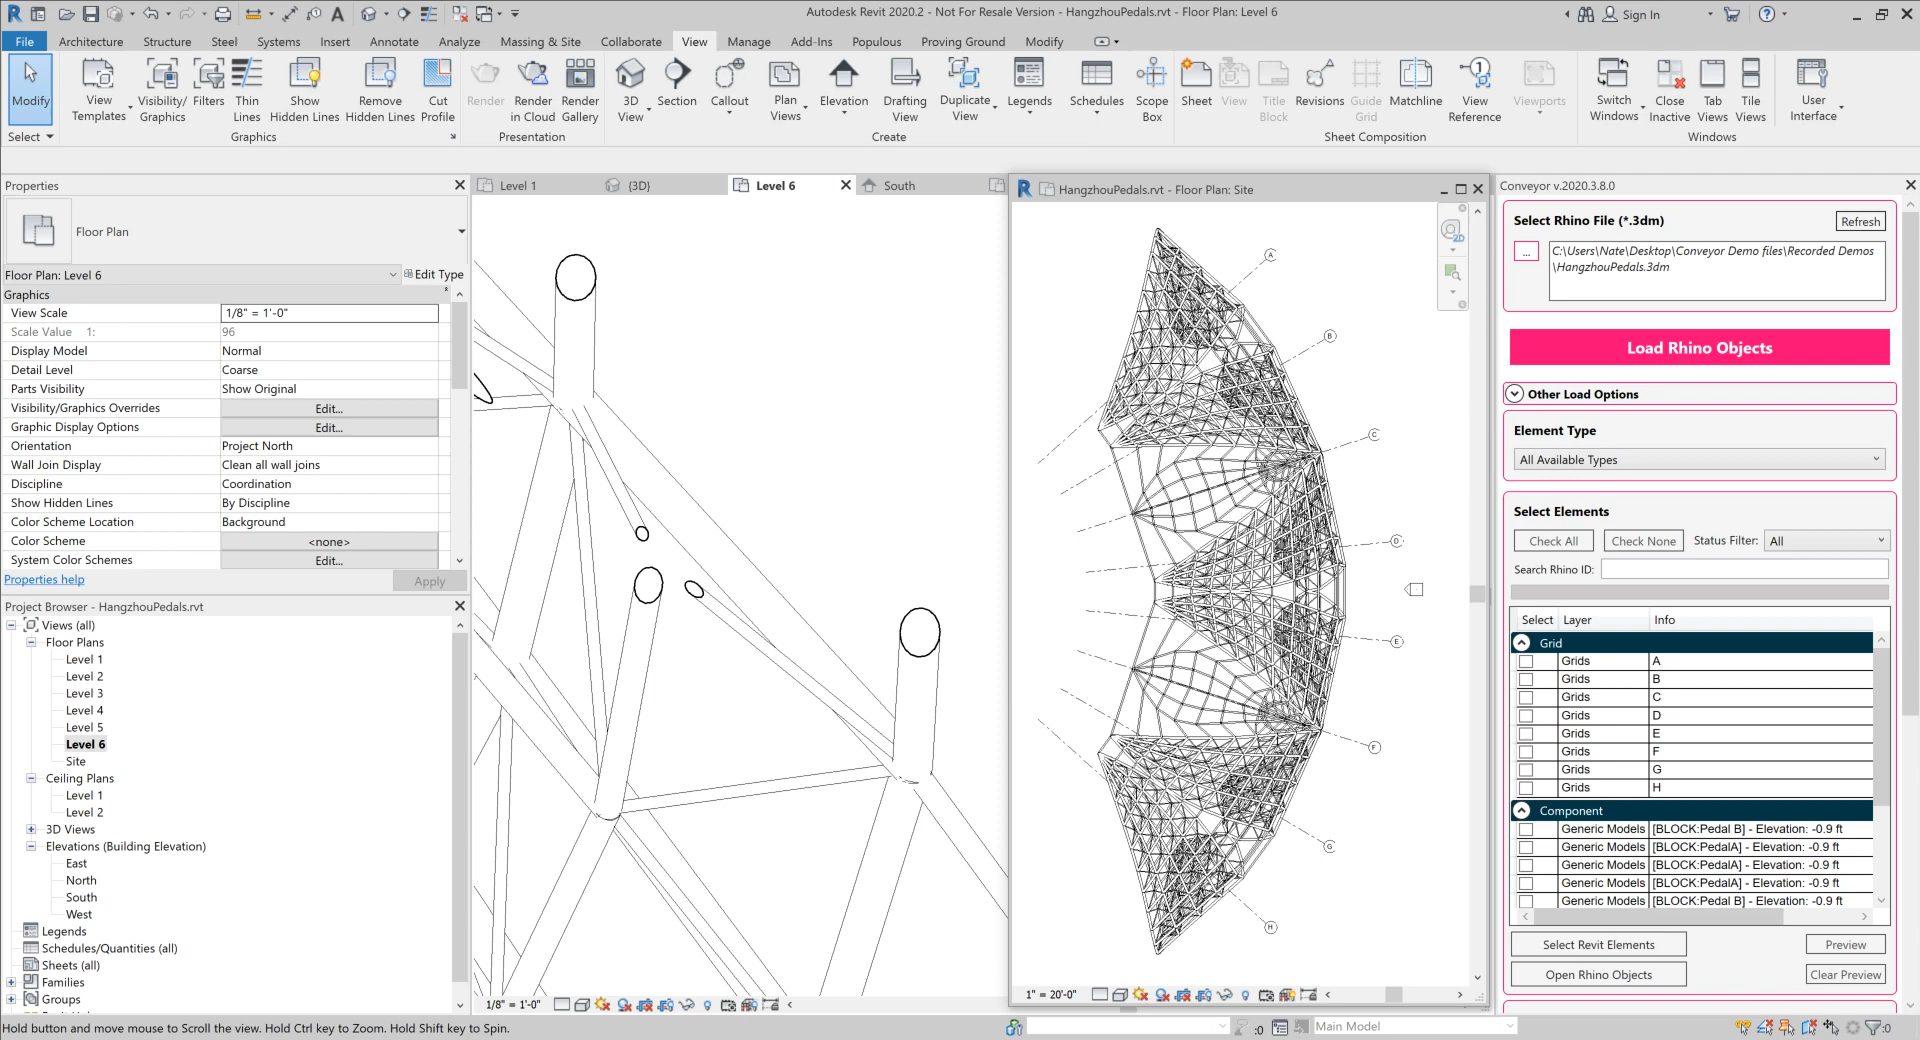 Autodesk Revit 2020.2 - Not For Resale Version - HangzhouPedals.rvt - Floor Plan: Level 6
Sign In
File Architecture Structure Steel Systems Insert Annotate Analyze Massing & Site Collaborate View Manage Add-Ins Populous Proving Ground Modify
Modify
View Templates
Visibility/ Graphics
Filters
Thin Lines
Show Hidden Lines
Remove Hidden Lines
Cut Profile
Render
Render in Cloud
Render Gallery
3D View
Section
Callout
Plan Views
Elevation
Drafting View
Duplicate View
Legends
Schedules
Scope Box
Sheet
View
Title Block
Revisions
Guide Grid
Matchline
View Reference
Viewports
Switch Windows
Close Inactive
Tab Views
Tile Views
User Interface
Select
Graphics
Presentation
Create
Sheet Composition
Windows
Properties
Floor Plan
Floor Plan: Level 6
Edit Type
Graphics
View Scale 1/8" = 1'-0"
Scale Value 1: 96
Display Model Normal
Detail Level Coarse
Parts Visibility Show Original
Visibility/Graphics Overrides Edit...
Graphic Display Options Edit...
Orientation Project North
Wall Join Display Clean all wall joins
Discipline Coordination
Show Hidden Lines By Discipline
Color Scheme Location Background
Color Scheme <none>
System Color Schemes Edit...
Properties help
Apply
Project Browser - HangzhouPedals.rvt
Views (all)
Floor Plans
Level 1
Level 2
Level 3
Level 4
Level 5
Level 6
Site
Ceiling Plans
Level 1
Level 2
3D Views
Elevations (Building Elevation)
East
North
South
West
Legends
Schedules/Quantities (all)
Sheets (all)
Families
Groups
Level 1
{3D}
Level 6
South
1/8" = 1'-0"
HangzhouPedals.rvt - Floor Plan: Site
2D
A
B
C
D
E
F
G
H
1" = 20'-0"
Conveyor v.2020.3.8.0
Select Rhino File (*.3dm)
Refresh
...
C:\Users\Nate\Desktop\Conveyor Demo files\Recorded Demos
\HangzhouPedals.3dm
Load Rhino Objects
Other Load Options
Element Type
All Available Types
Select Elements
Check All
Check None
Status Filter: All
Search Rhino ID:
Select Layer Info
Grid
Grids A
Grids B
Grids C
Grids D
Grids E
Grids F
Grids G
Grids H
Component
Generic Models [BLOCK:Pedal B] - Elevation: -0.9 ft
Generic Models [BLOCK:PedalA] - Elevation: -0.9 ft
Generic Models [BLOCK:PedalA] - Elevation: -0.9 ft
Generic Models [BLOCK:PedalA] - Elevation: -0.9 ft
Generic Models [BLOCK:Pedal B] - Elevation: -0.9 ft
Select Revit Elements
Preview
Open Rhino Objects
Clear Preview
Hold button and move mouse to Scroll the view. Hold Ctrl key to Zoom. Hold Shift key to Spin.
:0
Main Model
:0